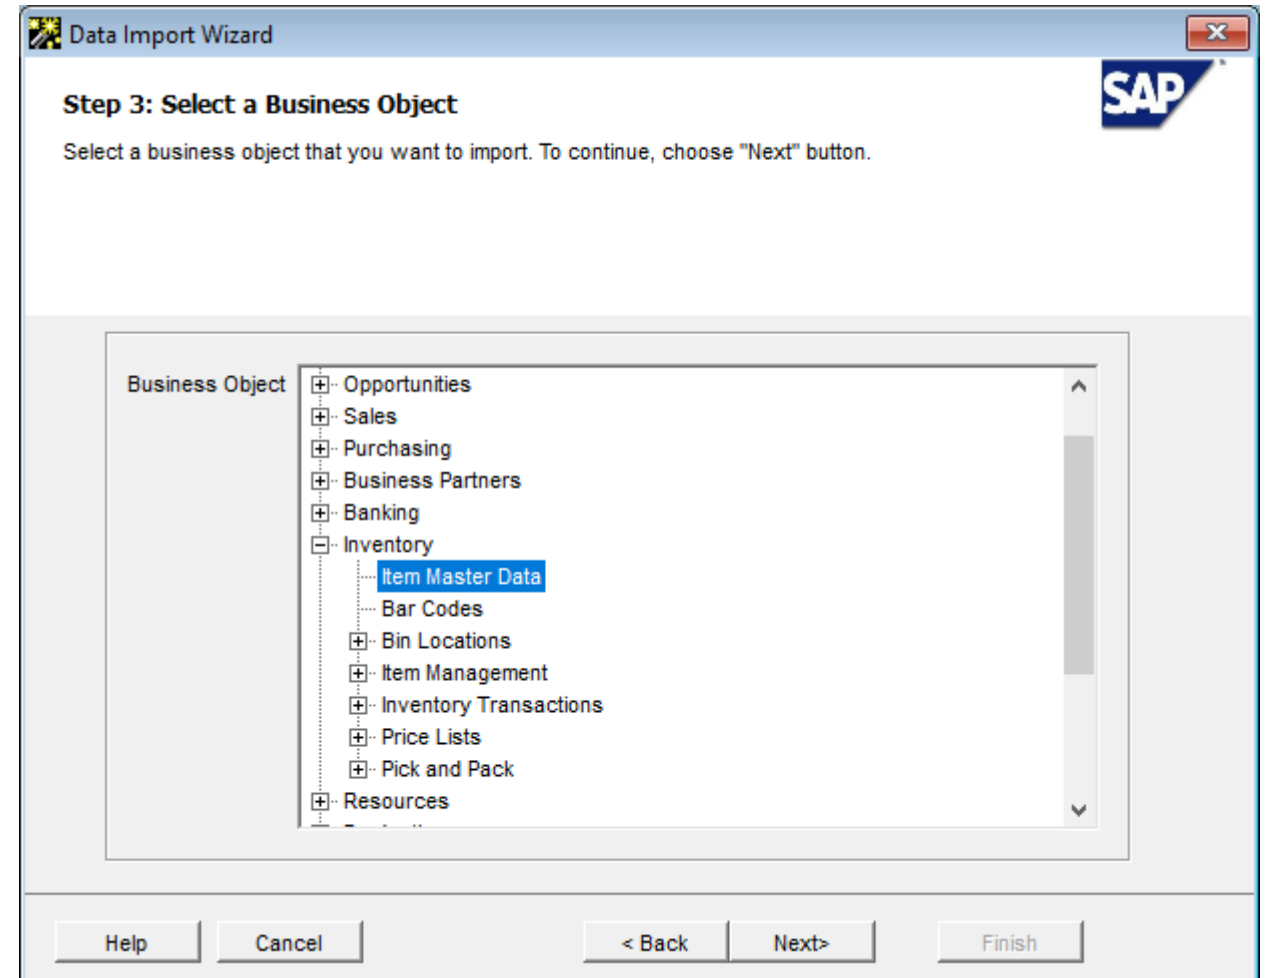 Data Import Wizard
SAP
Step 3: Select a Business Object
Select a business object that you want to import. To continue, choose "Next" button.
Business Object
Opportunities
Sales
Purchasing
Business Partners
Banking
Inventory
Item Master Data
Bar Codes
Bin Locations
Item Management
Inventory Transactions
Price Lists
Pick and Pack
Resources
Help Cancel < Back Next> Finish